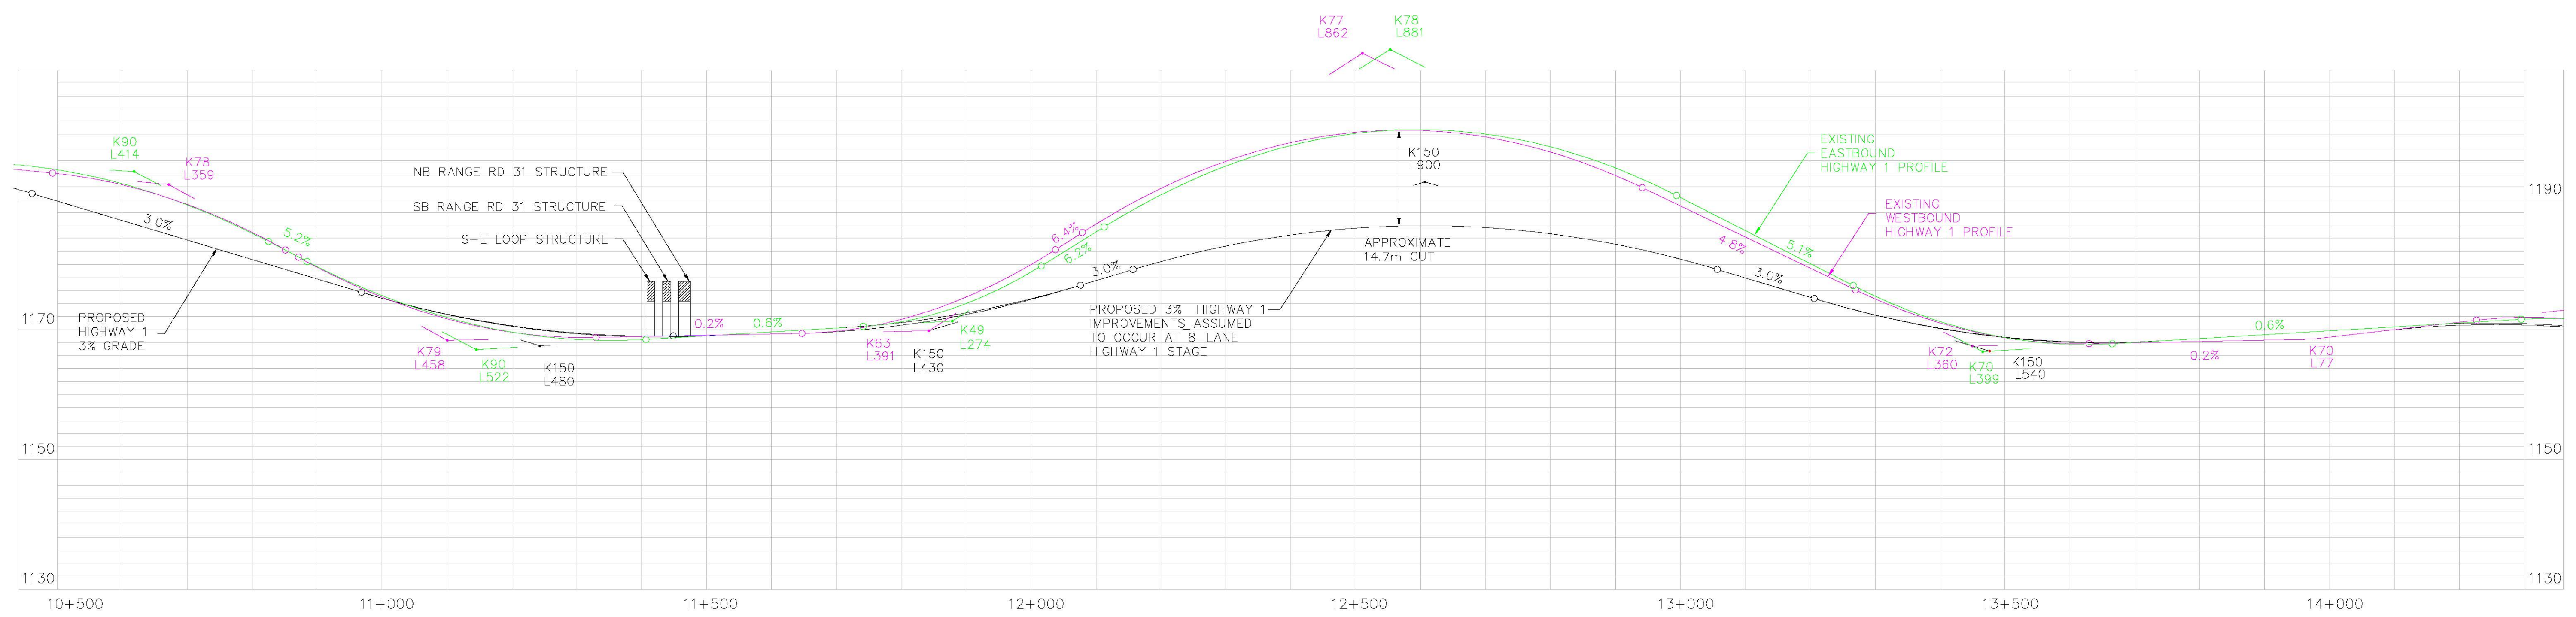 K77
L862
K78
L881
K90
L414
K78
L359
3.0%
5.2%
NB RANGE RD 31 STRUCTURE
SB RANGE RD 31 STRUCTURE
S-E LOOP STRUCTURE
PROPOSED
HIGHWAY 1
3% GRADE
K79
L458
K90
L522
K150
L480
0.2%
0.6%
K63
L391
K150
L430
K49
L274
6.4%
6.2%
3.0%
K150
L900
APPROXIMATE
14.7m CUT
PROPOSED 3% HIGHWAY 1
IMPROVEMENTS ASSUMED
TO OCCUR AT 8-LANE
HIGHWAY 1 STAGE
EXISTING
EASTBOUND
HIGHWAY 1 PROFILE
EXISTING
WESTBOUND
HIGHWAY 1 PROFILE
4.8%
5.1%
3.0%
K72
L360
K70
L399
K150
L540
0.2%
0.6%
K70
L77
1190
1170
1170
1150
1150
1130
1130
10+500
11+000
11+500
12+000
12+500
13+000
13+500
14+000